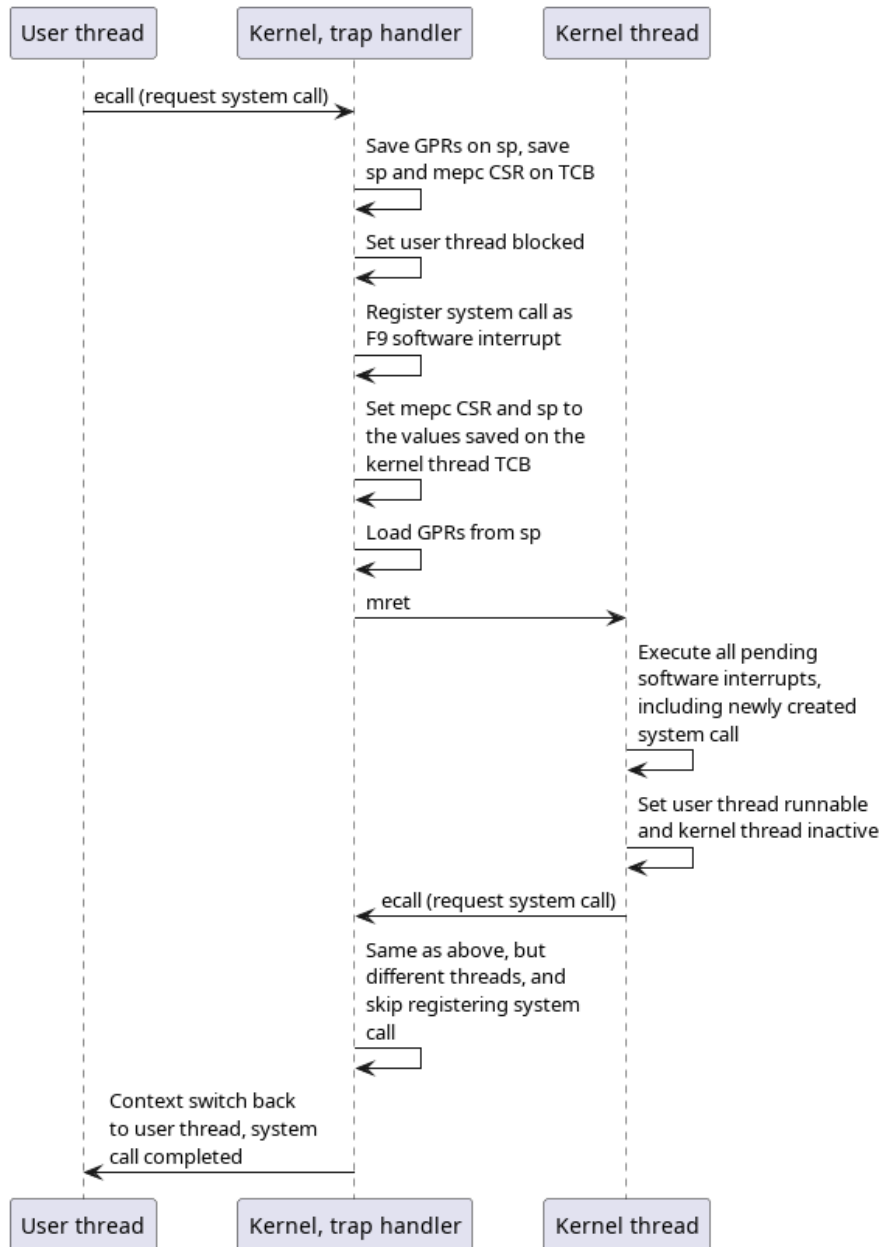 User thread
Kernel, trap handler
Kernel thread
ecall (request system call)
Save GPRs on sp, save
sp and mepc CSR on TCB
Set user thread blocked
Register system call as
F9 software interrupt
Set mepc CSR and sp to
the values saved on the
kernel thread TCB
Load GPRs from sp
mret
Execute all pending
software interrupts,
including newly created
system call
Set user thread runnable
and kernel thread inactive
ecall (request system call)
Same as above, but
different threads, and
skip registering system
call
Context switch back
to user thread, system
call completed
User thread
Kernel, trap handler
Kernel thread